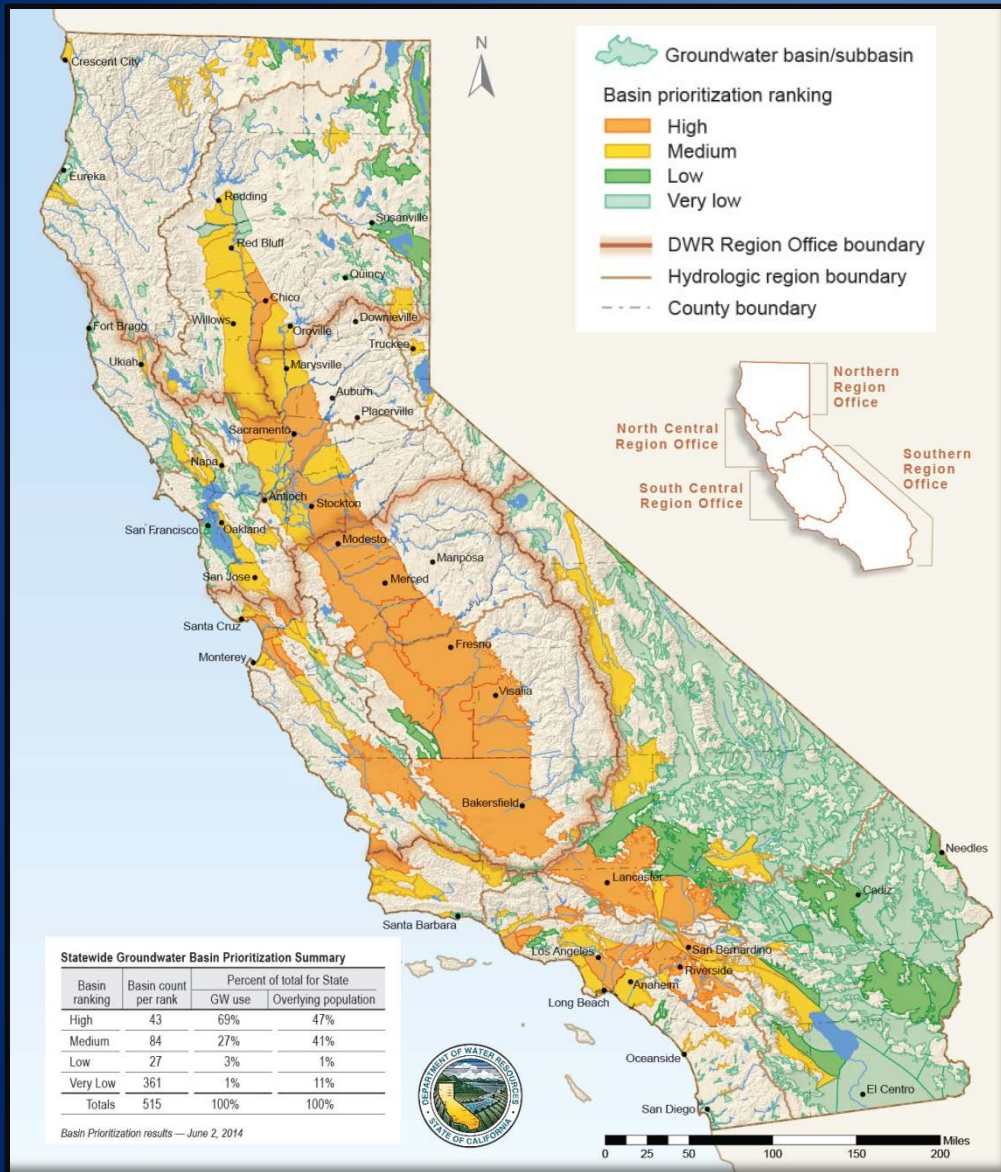 N
Groundwater basin/subbasin
Basin prioritization ranking
High
Medium
Low
Very low
DWR Region Office boundary
Hydrologic region boundary
County boundary
Northern
Region
Office
North Central
Region Office
Southern
Region
Office
South Central
Region Office
Crescent City
Eureka
Redding
Susanville
Red Bluff
Quincy
Chico
Fort Bragg
Willows
Oroville
Downieville
Truckee
Ukiah
Marysville
Auburn
Placerville
Sacramento
Napa
Antioch
Stockton
San Francisco
Oakland
Modesto
Mariposa
San Jose
Merced
Santa Cruz
Monterey
Fresno
Visalia
Bakersfield
Needles
Lancaster
Cadiz
Santa Barbara
Los Angeles
San Bernardino
Riverside
Anaheim
Long Beach
Oceanside
El Centro
San Diego
Statewide Groundwater Basin Prioritization Summary
Basin ranking Basin count per rank Percent of total for State
GW use Overlying population
High 43 69% 47%
Medium 84 27% 41%
Low 27 3% 1%
Very Low 361 1% 11%
Totals 515 100% 100%
Basin Prioritization results — June 2, 2014
DEPARTMENT OF WATER RESOURCES
STATE OF CALIFORNIA
0 50 100 150 200 Miles